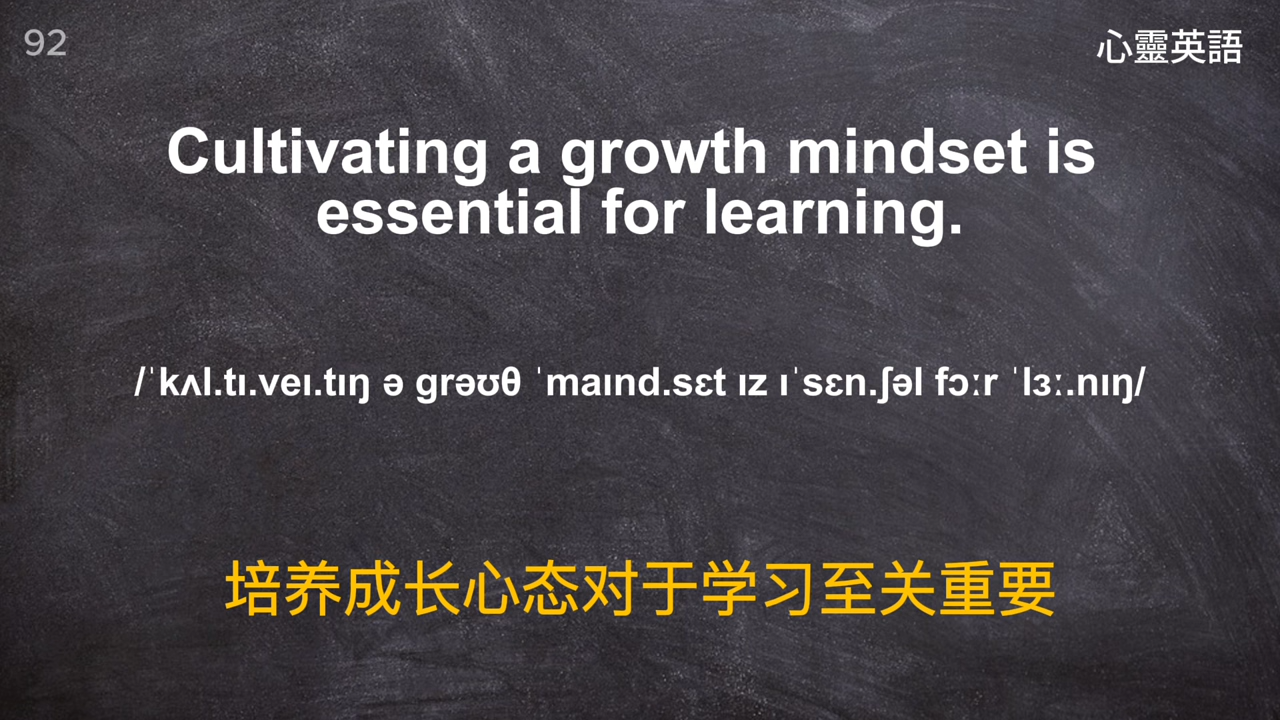 92
心靈英語
Cultivating a growth mindset is
essential for learning.
/ˈkʌl.tɪ.veɪ.tɪŋ ə grəʊθ ˈmaɪnd.sɛt ɪz ɪˈsɛn.ʃəl fɔːr ˈlɜː.nɪŋ/
培养成长心态对于学习至关重要